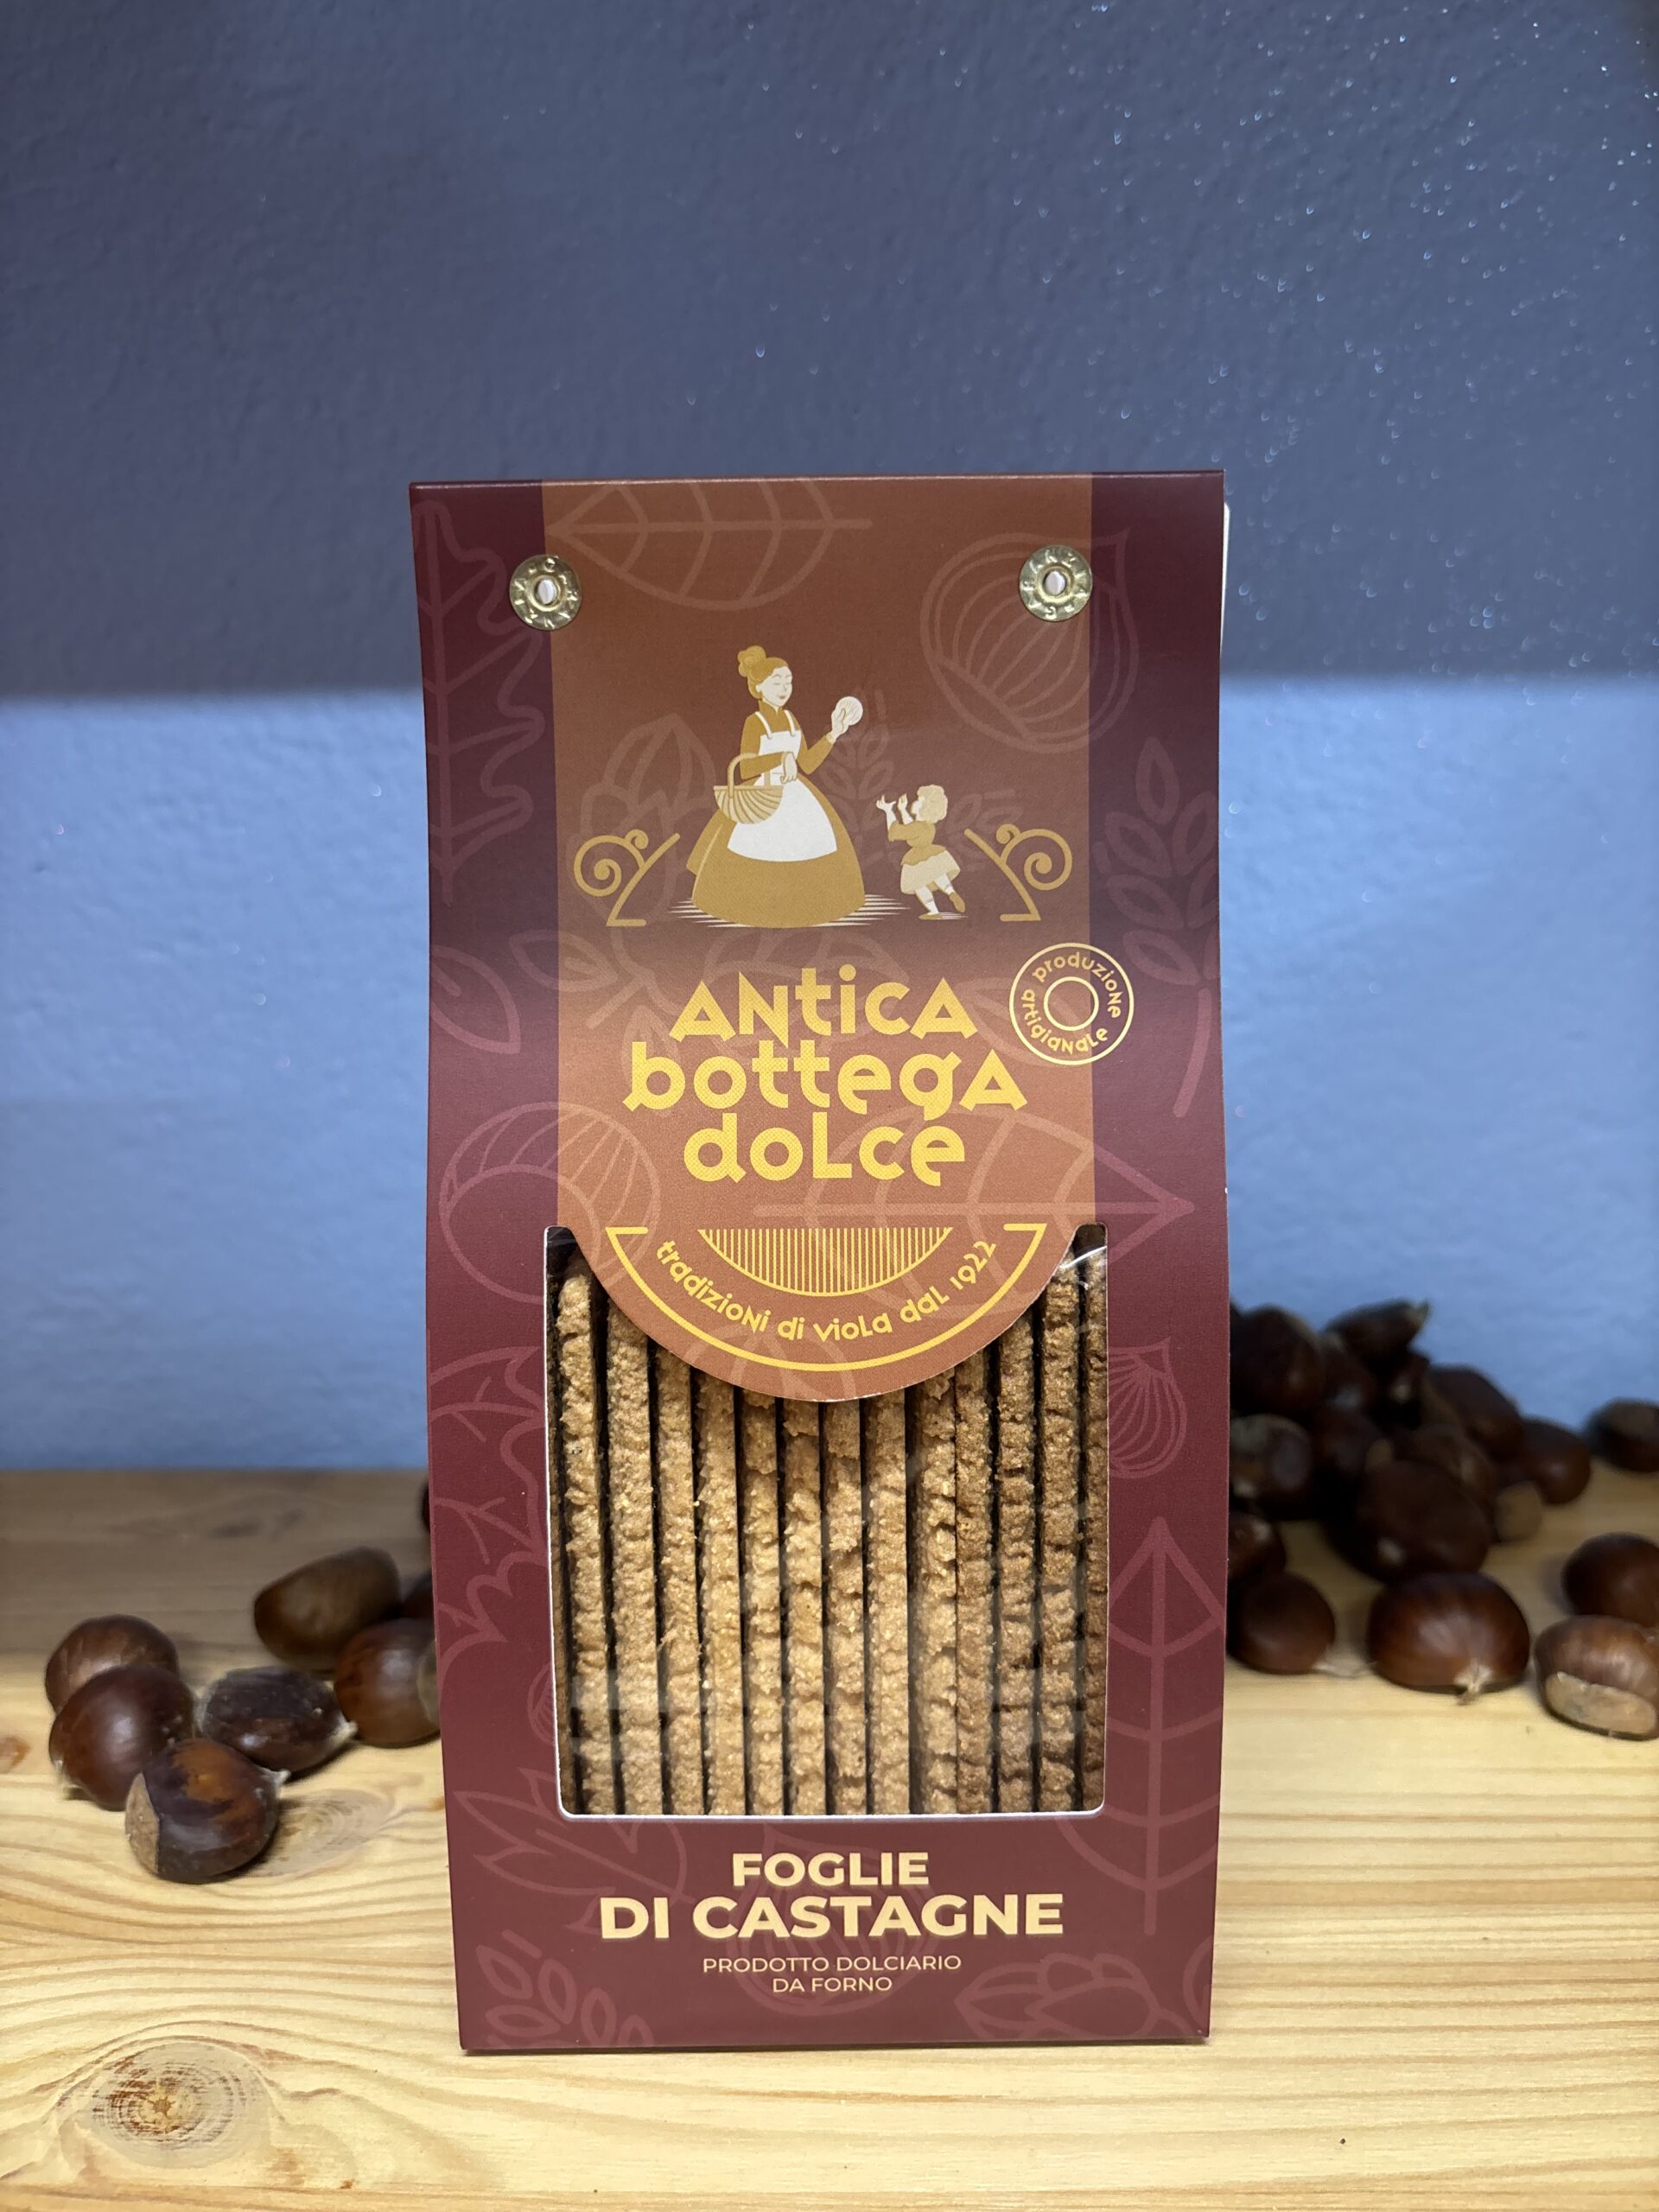 ANticA
bottegA
doLce
produzioNe
artigiaNaLe
tradizioNi di vioLa daL 1922
FOGLIE
DI CASTAGNE
PRODOTTO DOLCIARIO
DA FORNO